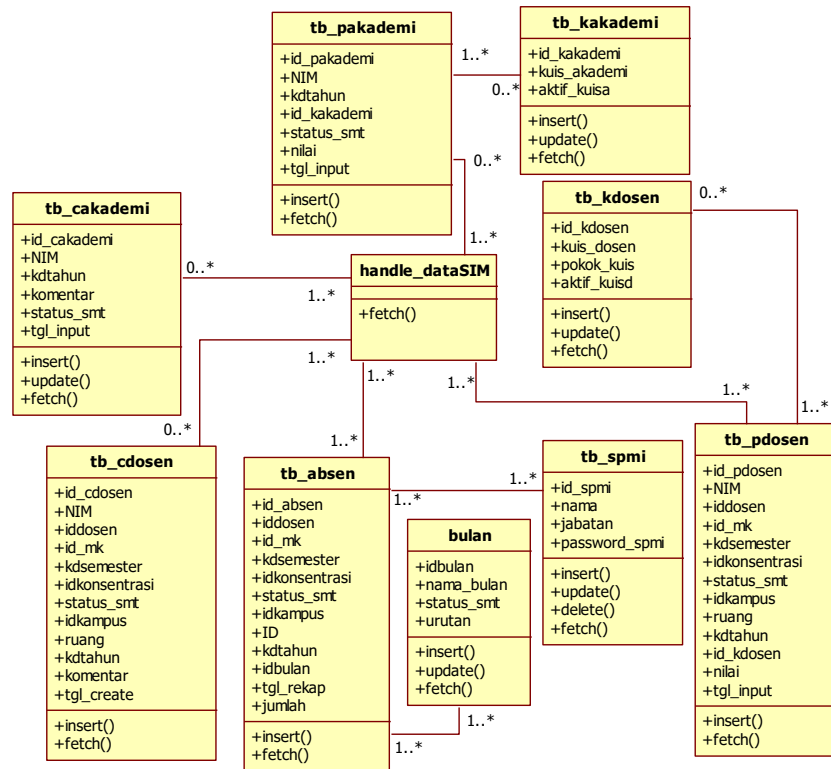 tb_pakademi
+id_pakademi
+NIM
+kdtahun
+id_kakademi
+status_smt
+nilai
+tgl_input
+insert()
+fetch()
1..*
0..*
tb_kakademi
+id_kakademi
+kuis_akademi
+aktif_kuisa
+insert()
+update()
+fetch()
0..*
1..*
tb_cakademi
+id_cakademi
+NIM
+kdtahun
+komentar
+status_smt
+tgl_input
+insert()
+update()
+fetch()
0..*
1..*
handle_dataSIM
+fetch()
tb_kdosen
+id_kdosen
+kuis_dosen
+pokok_kuis
+aktif_kuisd
+insert()
+update()
+fetch()
0..*
1..*
1..*
0..*
1..*
1..*
1..*
1..*
tb_cdosen
+id_cdosen
+NIM
+iddosen
+id_mk
+kdsemester
+idkonsentrasi
+status_smt
+idkampus
+ruang
+kdtahun
+komentar
+tgl_create
+insert()
+fetch()
tb_absen
+id_absen
+iddosen
+id_mk
+kdsemester
+idkonsentrasi
+status_smt
+idkampus
+ID
+kdtahun
+idbulan
+tgl_rekap
+jumlah
+insert()
+fetch()
1..*
1..*
tb_spmi
+id_spmi
+nama
+jabatan
+password_spmi
+insert()
+update()
+delete()
+fetch()
bulan
+idbulan
+nama_bulan
+status_smt
+urutan
+insert()
+update()
+fetch()
1..*
1..*
tb_pdosen
+id_pdosen
+NIM
+iddosen
+id_mk
+kdsemester
+idkonsentrasi
+status_smt
+idkampus
+ruang
+kdtahun
+id_kdosen
+nilai
+tgl_input
+insert()
+fetch()